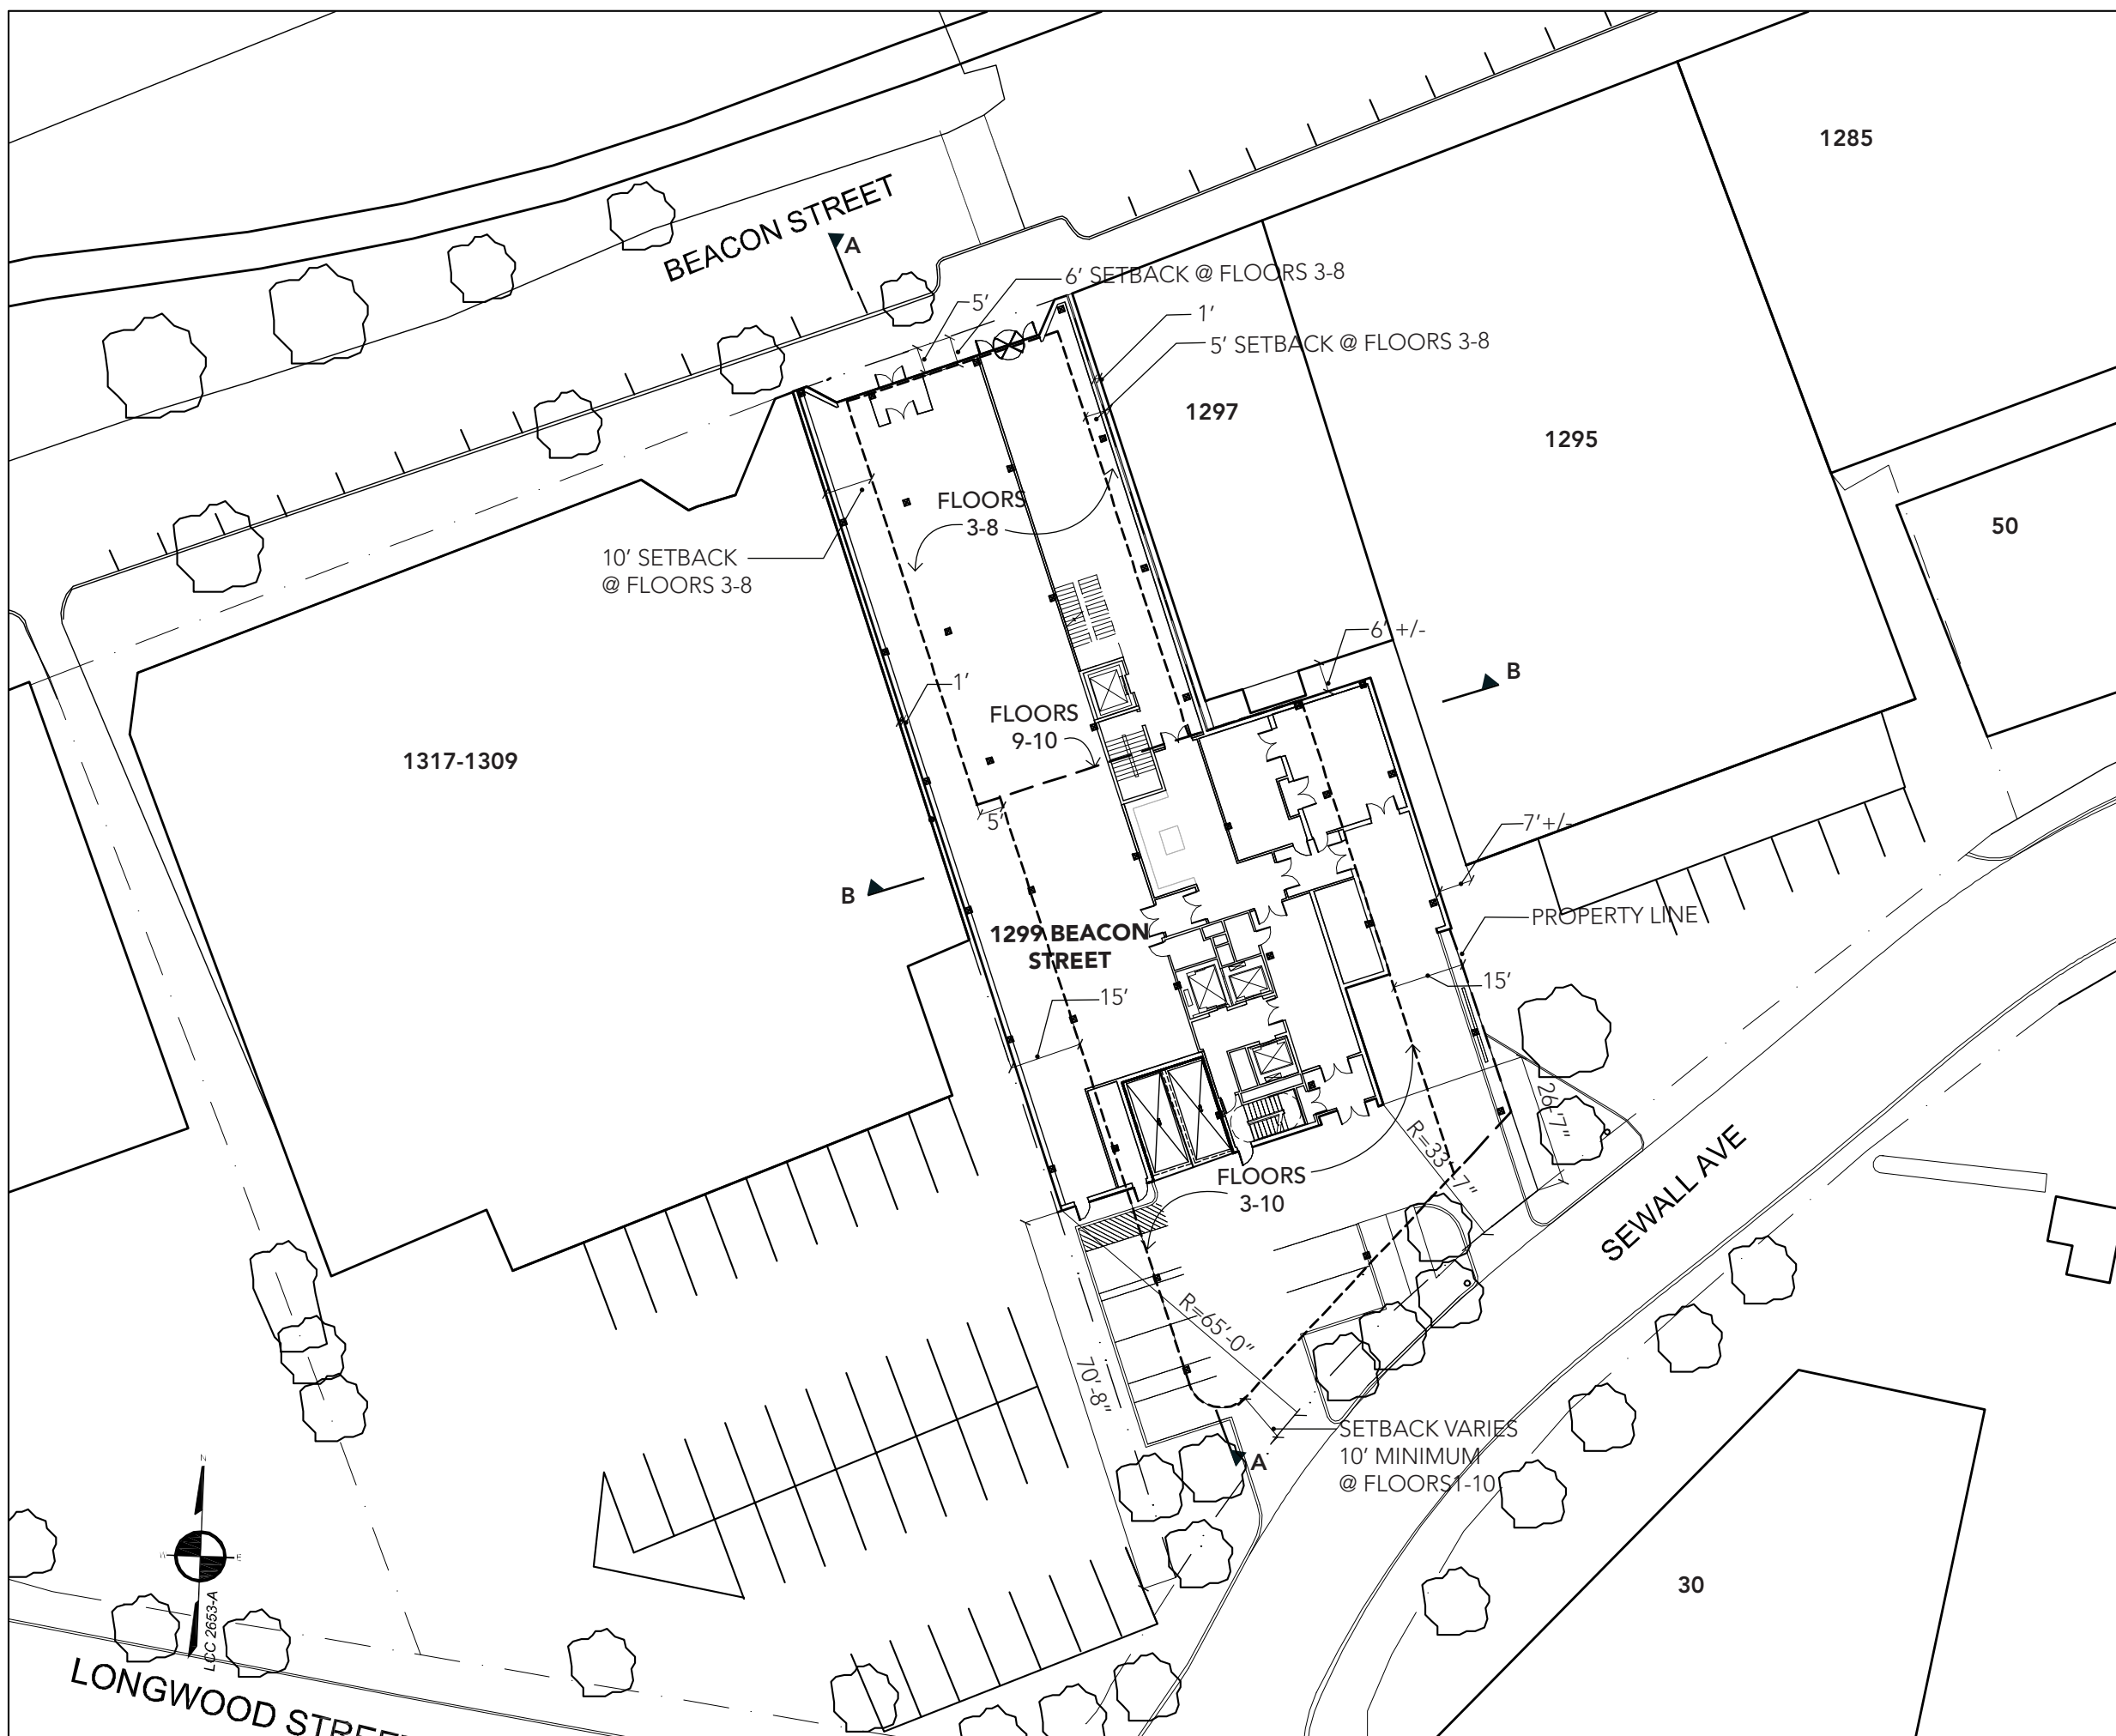 1285
BEACON STREET
A
6' SETBACK @ FLOORS 3-8
5'
1'
5' SETBACK @ FLOORS 3-8
1297
1295
50
FLOORS
3-8
10' SETBACK
@ FLOORS 3-8
6' +/-
B
1'
FLOORS
9-10
1317-1309
5'
7'+/-
B
PROPERTY LINE
1299 BEACON
STREET
15'
15'
26'-7"
R=33'-7"
SEWALL AVE
FLOORS
3-10
R=65'-0"
70'-8"
SETBACK VARIES
10' MINIMUM
@ FLOORS1-10
A
N
E
LCC 2653-A
30
LONGWOOD STREET